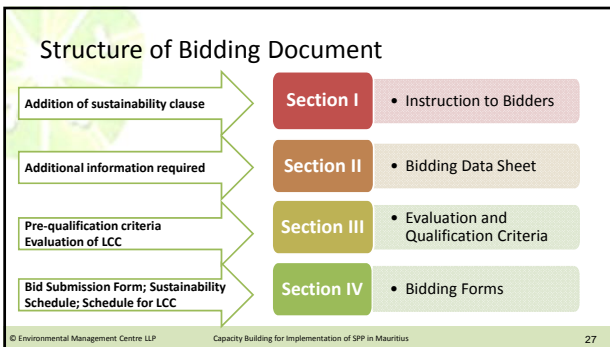 Structure of Bidding Document
Addition of sustainability clause
Section I
• Instruction to Bidders
Additional information required
Section II
• Bidding Data Sheet
Pre-qualification criteria
Evaluation of LCC
Section III
• Evaluation and
Qualification Criteria
Bid Submission Form; Sustainability
Schedule; Schedule for LCC
Section IV
• Bidding Forms
© Environmental Management Centre LLP
Capacity Building for Implementation of SPP in Mauritius
27